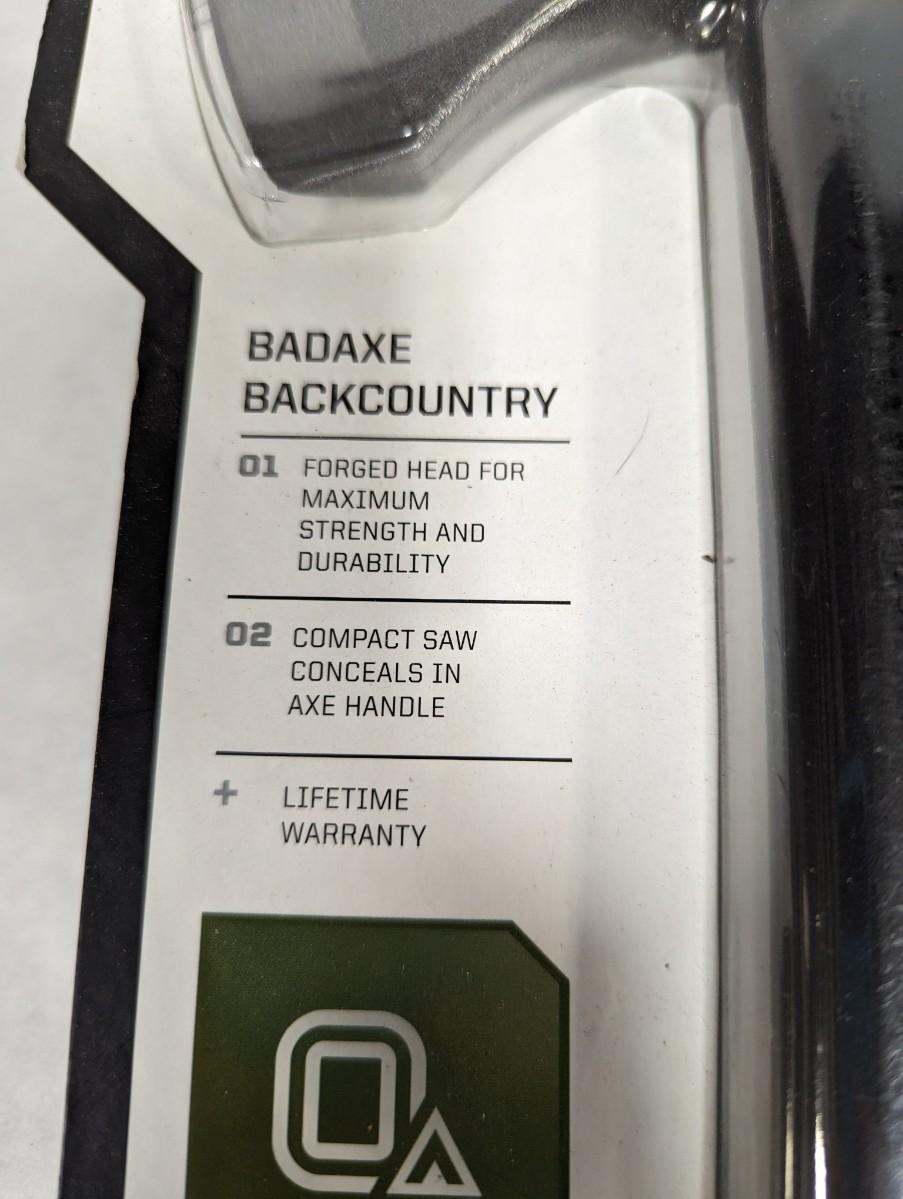 BADAXE
BACKCOUNTRY
01 FORGED HEAD FOR
MAXIMUM
STRENGTH AND
DURABILITY
02 COMPACT SAW
CONCEALS IN
AXE HANDLE
+ LIFETIME
WARRANTY